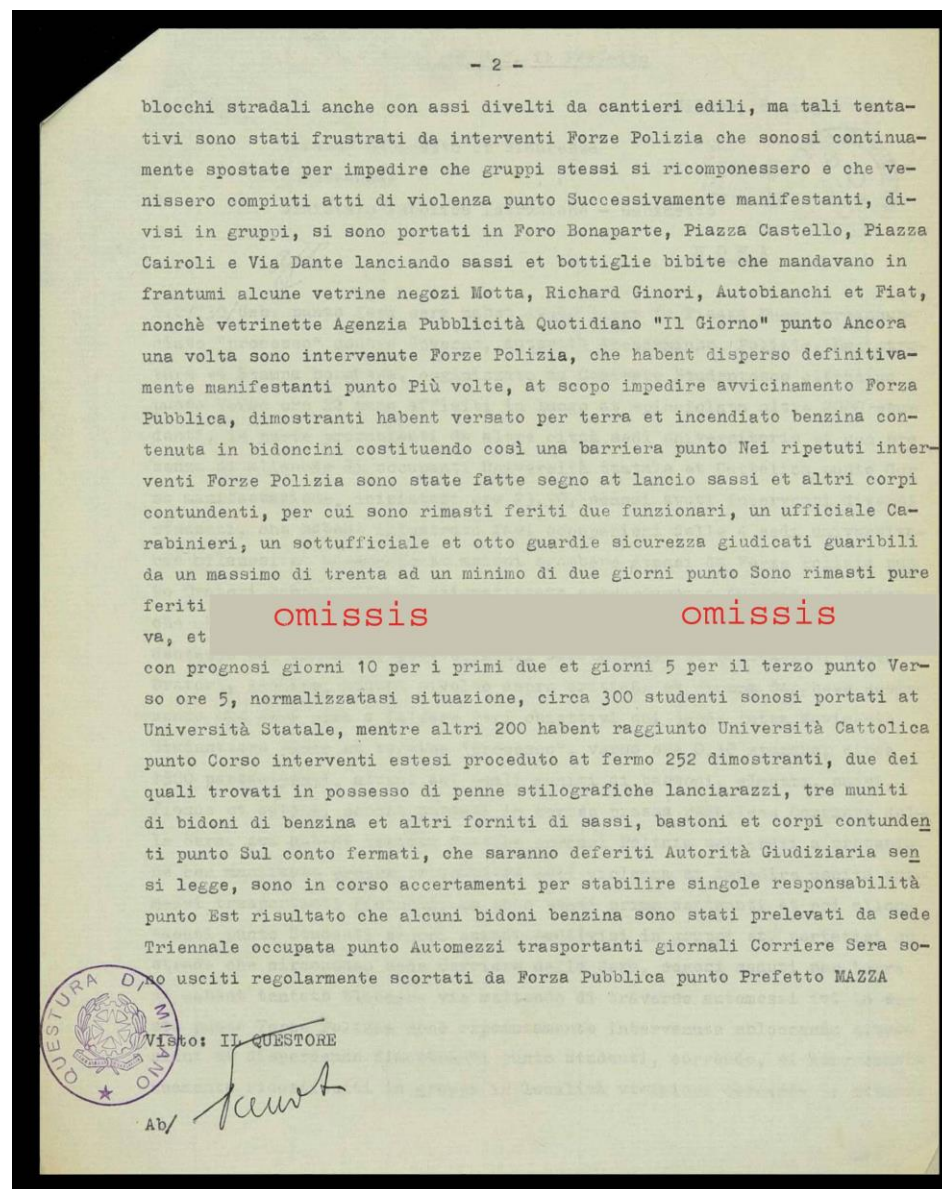 - 2 -
blocchi stradali anche con assi divelti da cantieri edili, ma tali tenta-
tivi sono stati frustrati da interventi Forze Polizia che sonosi continua-
mente spostate per impedire che gruppi stessi si ricomponessero e che ve-
nissero compiuti atti di violenza punto Successivamente manifestanti, di-
visi in gruppi, si sono portati in Foro Bonaparte, Piazza Castello, Piazza
Cairoli e Via Dante lanciando sassi et bottiglie bibite che mandavano in
frantumi alcune vetrine negozi Motta, Richard Ginori, Autobianchi et Fiat,
nonchè vetrinette Agenzia Pubblicità Quotidiano "Il Giorno" punto Ancora
una volta sono intervenute Forze Polizia, che habent disperso definitiva-
mente manifestanti punto Più volte, at scopo impedire avvicinamento Forza
Pubblica, dimostranti habent versato per terra et incendiato benzina con-
tenuta in bidoncini costituendo così una barriera punto Nei ripetuti inter-
venti Forze Polizia sono state fatte segno at lancio sassi et altri corpi
contundenti, per cui sono rimasti feriti due funzionari, un ufficiale Ca-
rabinieri, un sottufficiale et otto guardie sicurezza giudicati guaribili
da un massimo di trenta ad un minimo di due giorni punto Sono rimasti pure
feriti omissis omissis
va, et
con prognosi giorni 10 per i primi due et giorni 5 per il terzo punto Ver-
so ore 5, normalizzatasi situazione, circa 300 studenti sonosi portati at
Università Statale, mentre altri 200 habent raggiunto Università Cattolica
punto Corso interventi estesi proceduto at fermo 252 dimostranti, due dei
quali trovati in possesso di penne stilografiche lanciarazzi, tre muniti
di bidoni di benzina et altri forniti di sassi, bastoni et corpi contunden
ti punto Sul conto fermati, che saranno deferiti Autorità Giudiziaria sen
si legge, sono in corso accertamenti per stabilire singole responsabilità
punto Est risultato che alcuni bidoni benzina sono stati prelevati da sede
Triennale occupata punto Automezzi trasportanti giornali Corriere Sera so-
no usciti regolarmente scortati da Forza Pubblica punto Prefetto MAZZA
QUESTURA DI MILANO
Visto: IL QUESTORE
Ab/